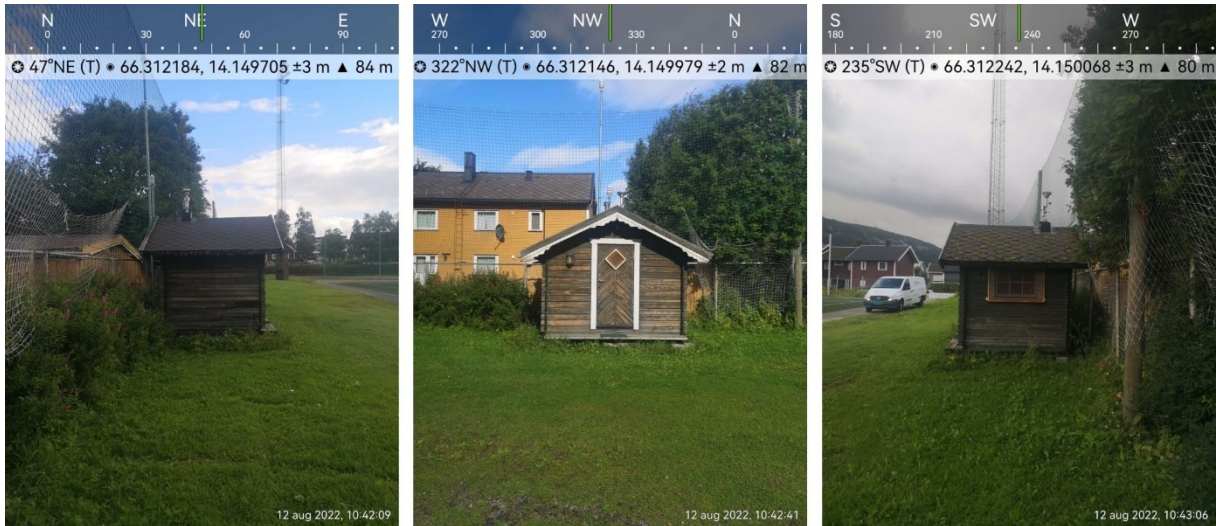 N NE E
0 30 60 90
47°NE (T) 66.312184, 14.149705 ±3 m ▲ 84 m
12 aug 2022, 10:42:09
W NW N
270 300 330 0
322°NW (T) 66.312146, 14.149979 ±2 m ▲ 82 m
12 aug 2022, 10:42:41
S SW W
180 210 240 270
235°SW (T) 66.312242, 14.150068 ±3 m ▲ 80 m
12 aug 2022, 10:43:06